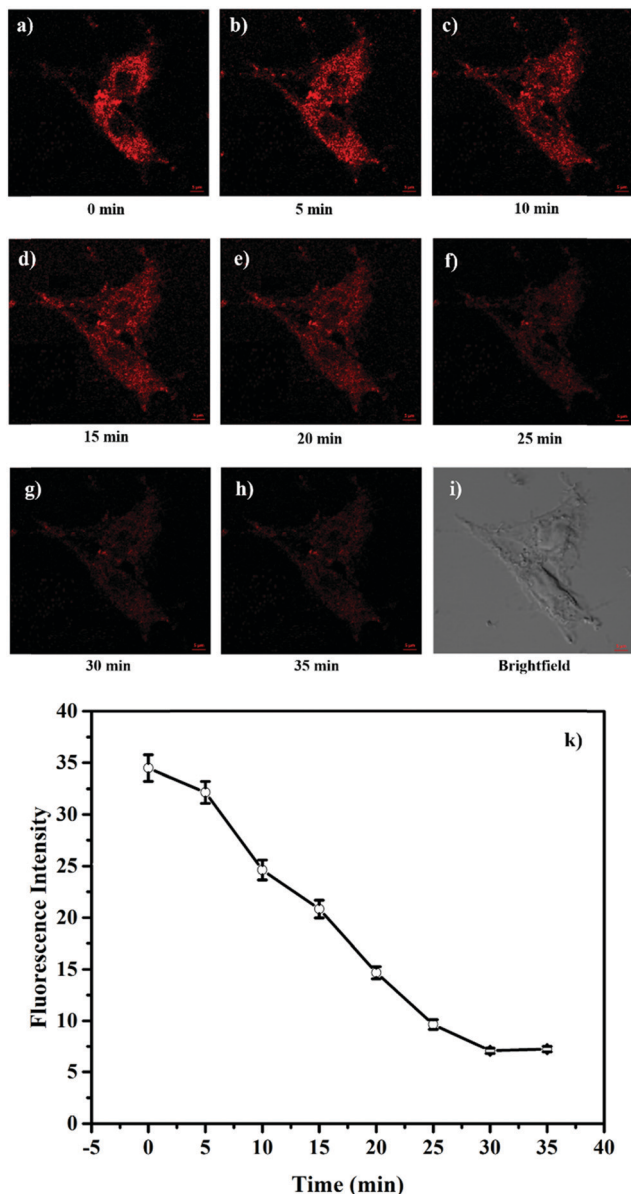 a)
b)
c)
0 min
5 min
10 min
d)
e)
f)
15 min
20 min
25 min
g)
h)
i)
30 min
35 min
Brightfield
k)
40
35
30
25
20
15
10
5
0
Fluorescence Intensity
-5 0 5 10 15 20 25 30 35 40
Time (min)